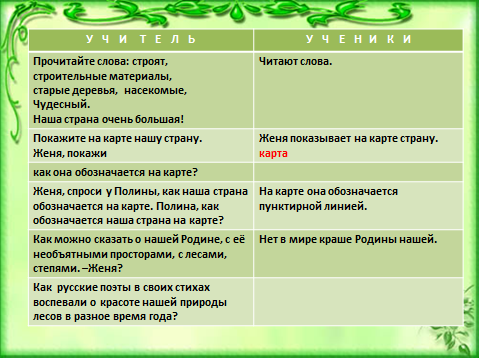 У Ч И Т Е Л Ь
У Ч Е Н И К И
Прочитайте слова: строят,
строительные материалы,
старые деревья, насекомые,
Чудесный.
Наша страна очень большая!
Читают слова.
Покажите на карте нашу страну.
Женя, покажи
Женя показывает на карте страну.
карта
как она обозначается на карте?
Женя, спроси у Полины, как наша страна
обозначается на карте. Полина, как
обозначается наша страна на карте?
На карте она обозначается
пунктирной линией.
Как можно сказать о нашей Родине, с её
необъятными просторами, с лесами,
степями. –Женя?
Нет в мире краше Родины нашей.
Как русские поэты в своих стихах
воспевали о красоте нашей природы
лесов в разное время года?